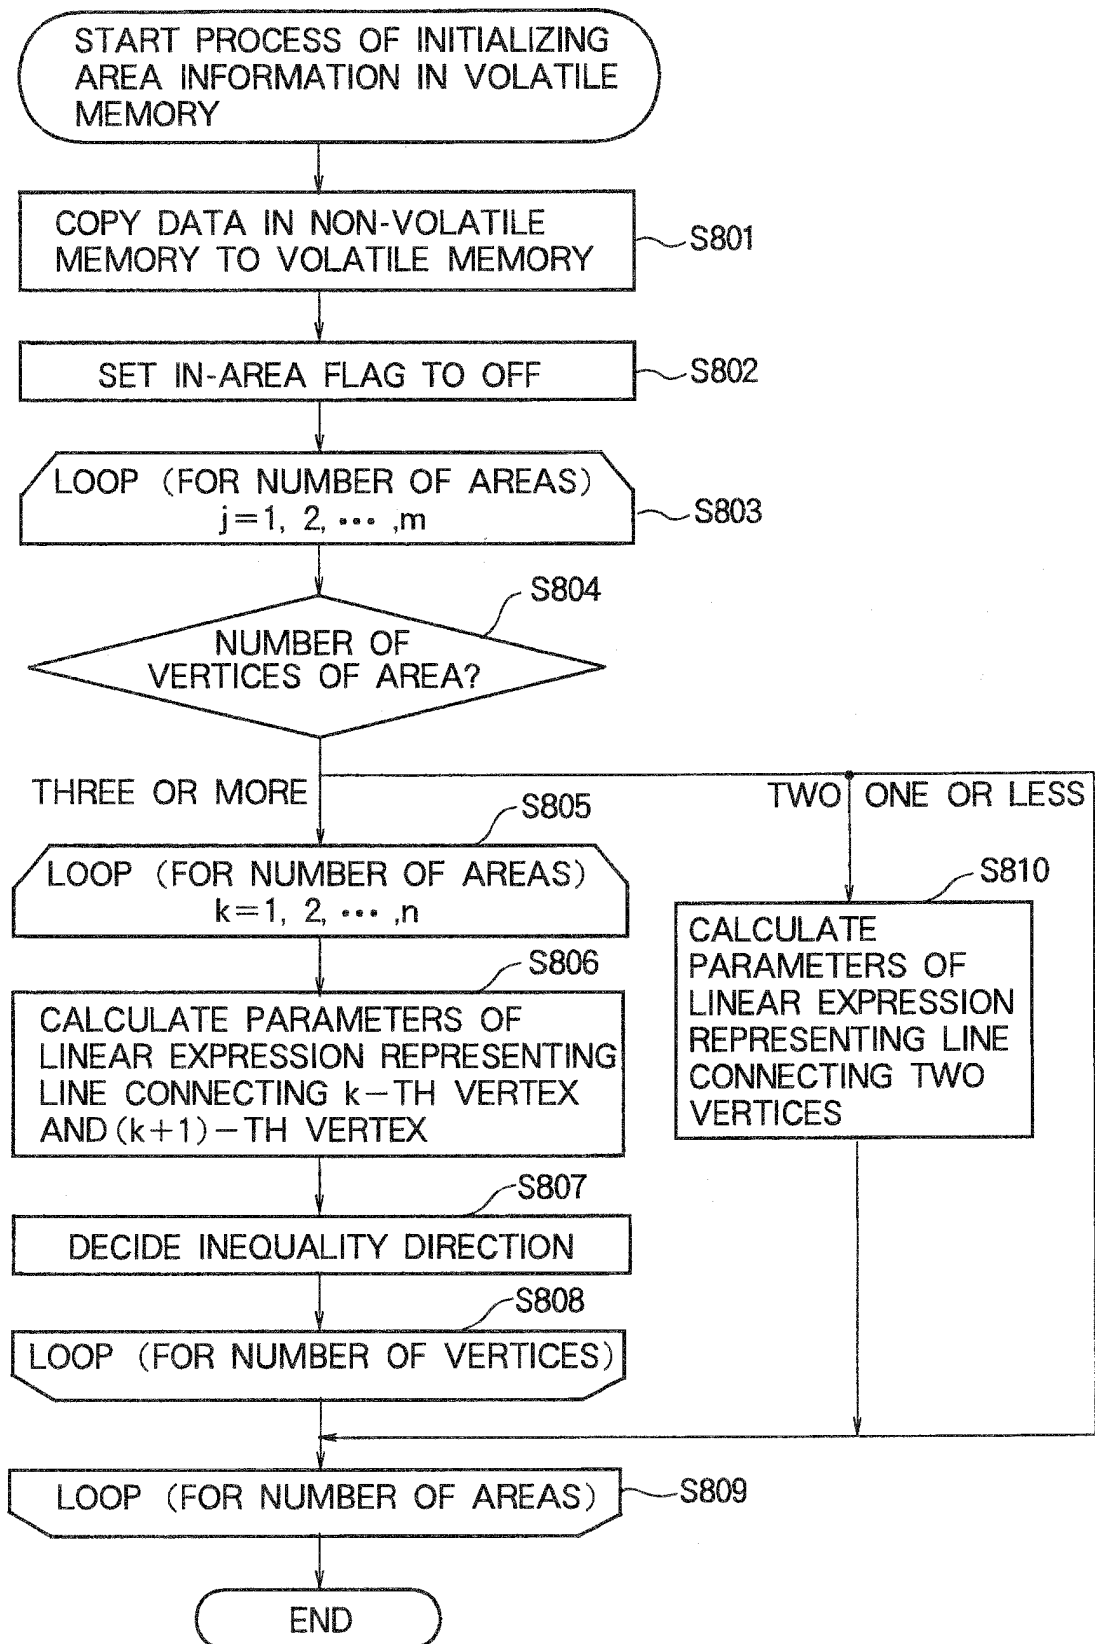 START PROCESS OF INITIALIZING
AREA INFORMATION IN VOLATILE
MEMORY
COPY DATA IN NON-VOLATILE
MEMORY TO VOLATILE MEMORY
S801
SET IN-AREA FLAG TO OFF
S802
LOOP (FOR NUMBER OF AREAS)
j=1, 2, ··· ,m
S803
S804
NUMBER OF
VERTICES OF AREA?
THREE OR MORE
TWO
ONE OR LESS
S805
LOOP (FOR NUMBER OF AREAS)
k=1, 2, ··· ,n
S806
CALCULATE PARAMETERS OF
LINEAR EXPRESSION REPRESENTING
LINE CONNECTING k-TH VERTEX
AND(k+1)-TH VERTEX
S810
CALCULATE
PARAMETERS OF
LINEAR EXPRESSION
REPRESENTING LINE
CONNECTING TWO
VERTICES
S807
DECIDE INEQUALITY DIRECTION
S808
LOOP (FOR NUMBER OF VERTICES)
LOOP (FOR NUMBER OF AREAS)
S809
END